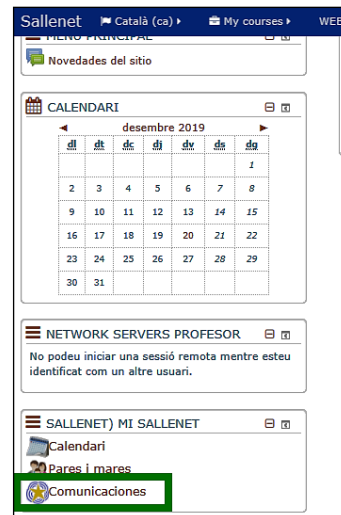 Sallenet Català (ca) My courses WEB
MENU PRINCIPAL
Novedades del sitio
CALENDARI
desembre 2019
dl dt dc dj dv ds dg
1
2 3 4 5 6 7 8
9 10 11 12 13 14 15
16 17 18 19 20 21 22
23 24 25 26 27 28 29
30 31
NETWORK SERVERS PROFESOR
No podeu iniciar una sessió remota mentre esteu
identificat com un altre usuari.
SALLENET) MI SALLENET
Calendari
Pares i mares
Comunicaciones